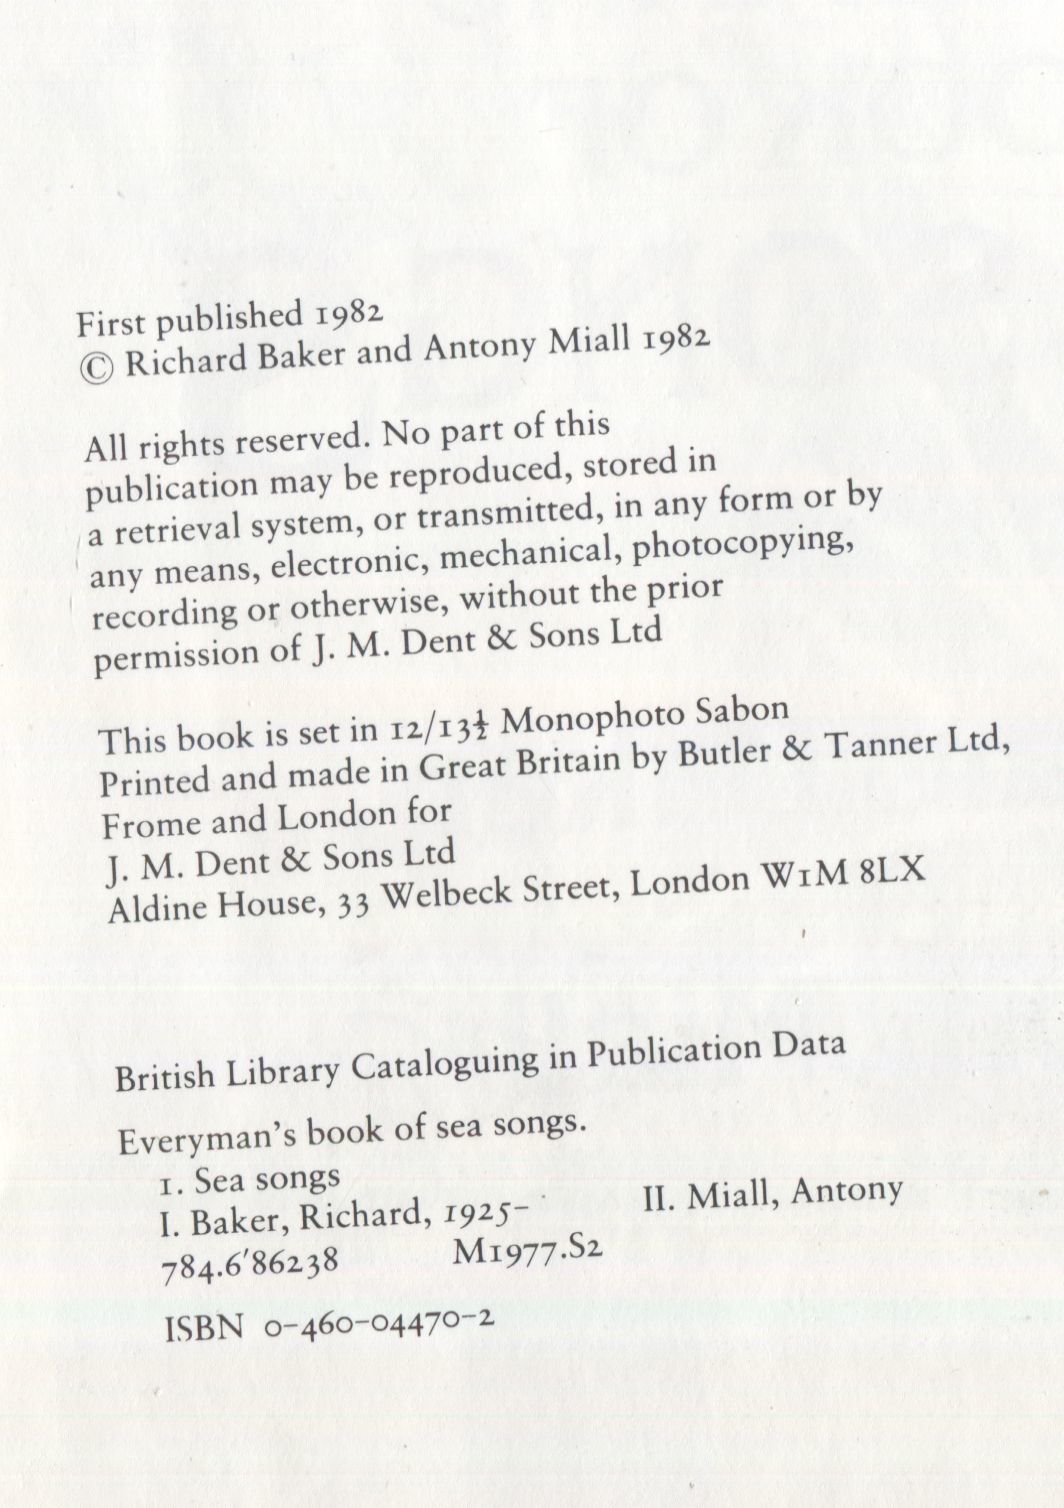 First published 1982
© Richard Baker and Antony Miall 1982
All rights reserved. No part of this
publication may be reproduced, stored in
a retrieval system, or transmitted, in any form or by
any means, electronic, mechanical, photocopying,
recording or otherwise, without the prior
permission of J. M. Dent & Sons Ltd
This book is set in 12/13½ Monophoto Sabon
Printed and made in Great Britain by Butler & Tanner Ltd,
Frome and London for
J. M. Dent & Sons Ltd
Aldine House, 33 Welbeck Street, London W1M 8LX
British Library Cataloguing in Publication Data
Everyman's book of sea songs.
1. Sea songs
I. Baker, Richard, 1925– II. Miall, Antony
784.6'86238 M1977.S2
ISBN 0–460–04470–2